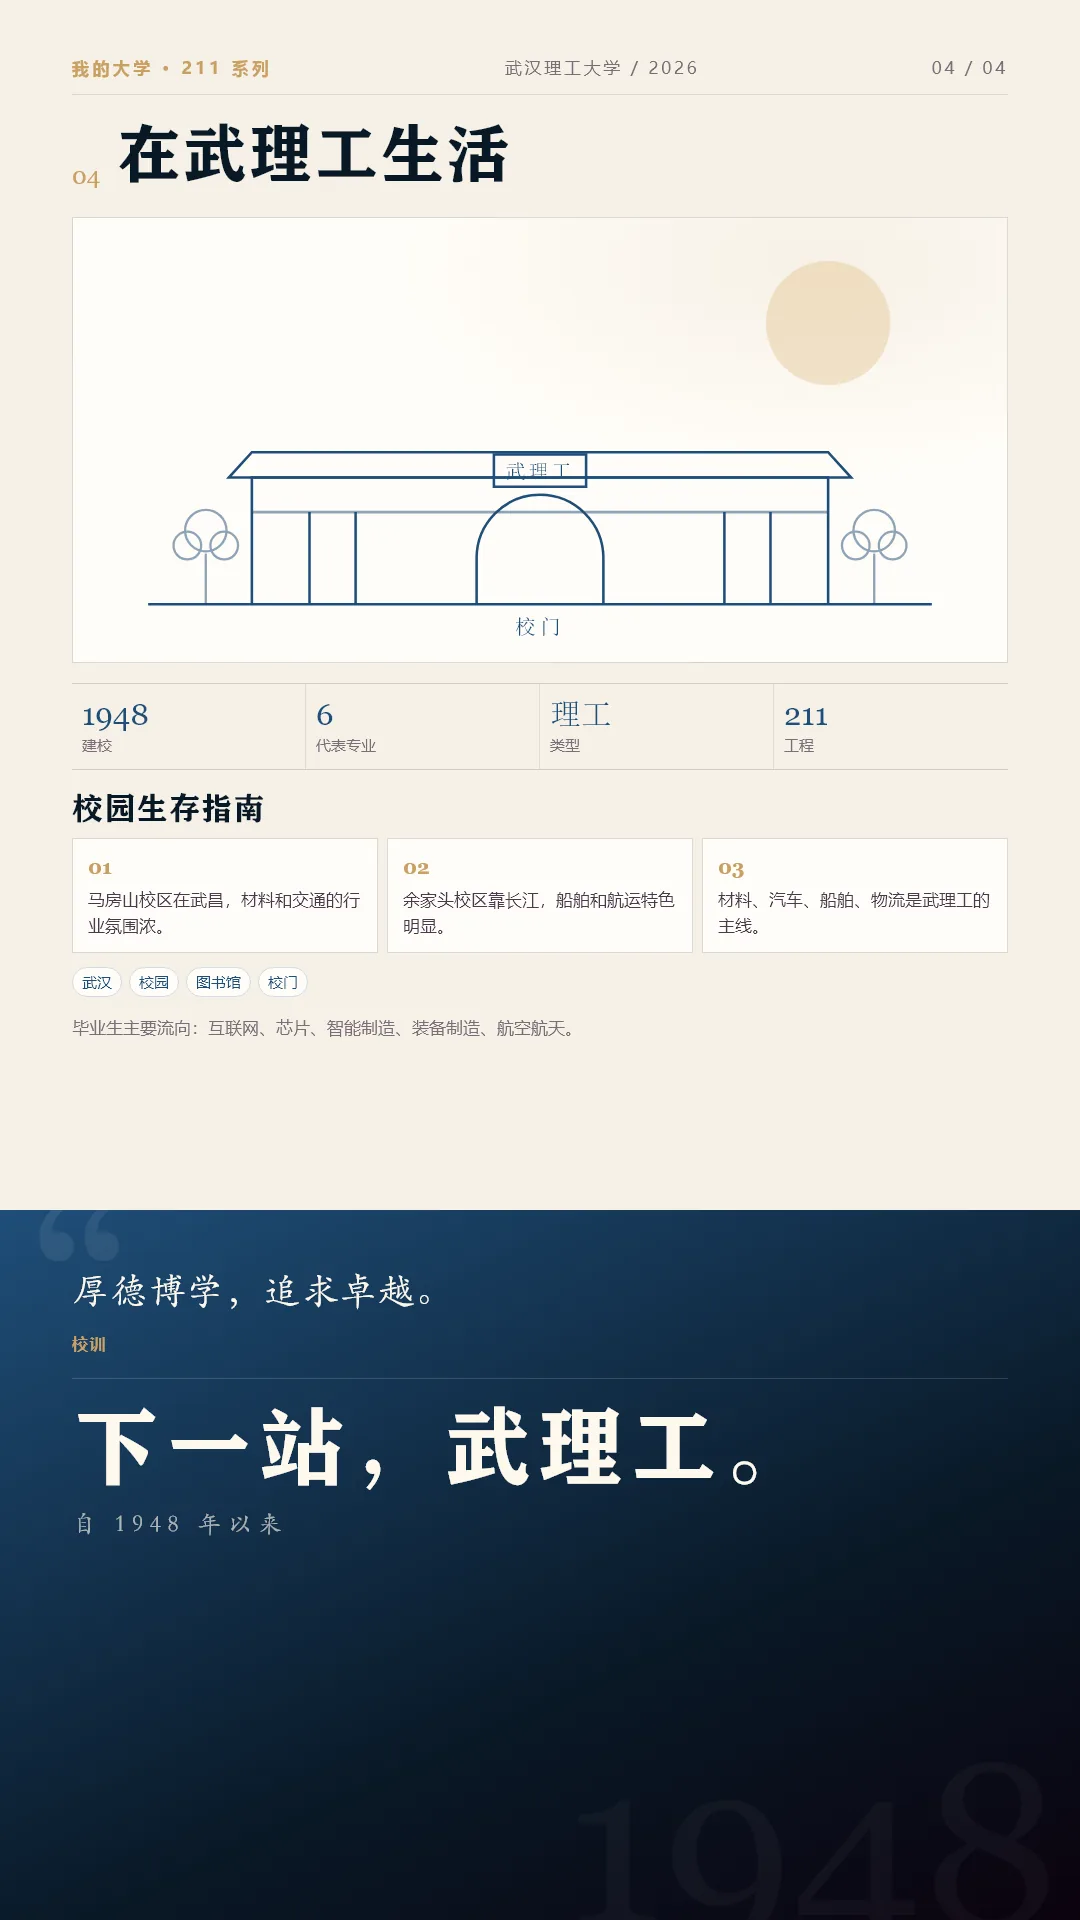 我的大学 · 211 系列
武汉理工大学 / 2026
04 / 04
04 在武理工生活
武理工
校门
1948
建校
6
代表专业
理工
类型
211
工程
校园生存指南
01
马房山校区在武昌，材料和交通的行
业氛围浓。
02
余家头校区靠长江，船舶和航运特色
明显。
03
材料、汽车、船舶、物流是武理工的
主线。
武汉
校园
图书馆
校门
毕业生主要流向：互联网、芯片、智能制造、装备制造、航空航天。
“
厚德博学，追求卓越。
校训
下一站，武理工。
自 1948 年以来
1948